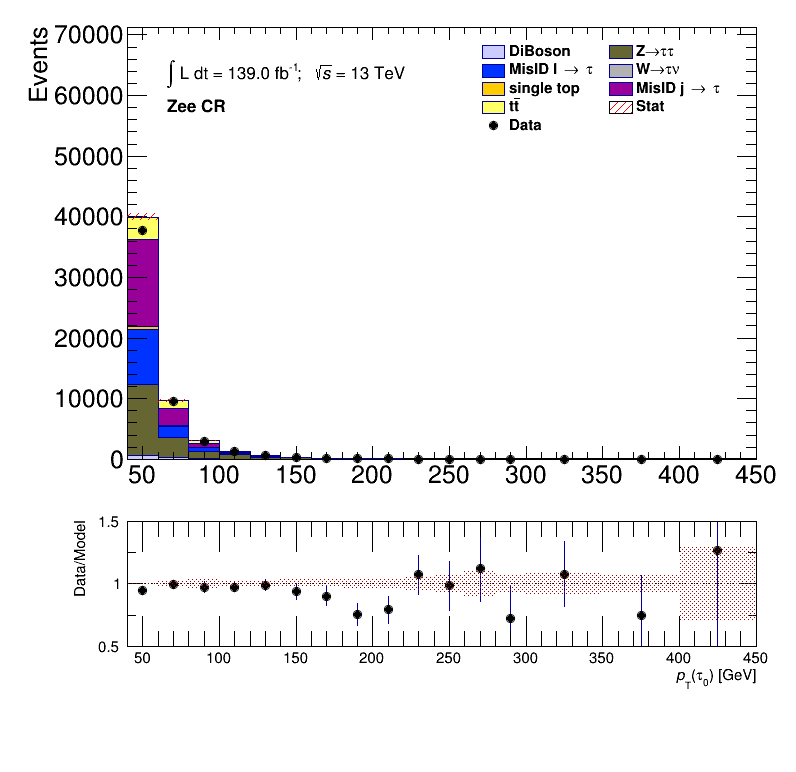 Events
70000
60000
50000
40000
30000
20000
10000
0
∫ L dt = 139.0 fb⁻¹; √s = 13 TeV
Zee CR
DiBoson
MisID l → τ
single top
tt̄
Data
Z→ττ
W→τν
MisID j → τ
Stat
50 100 150 200 250 300 350 400 450
Data/Model
1.5
1
0.5
50 100 150 200 250 300 350 400 450
p_T(τ_0) [GeV]